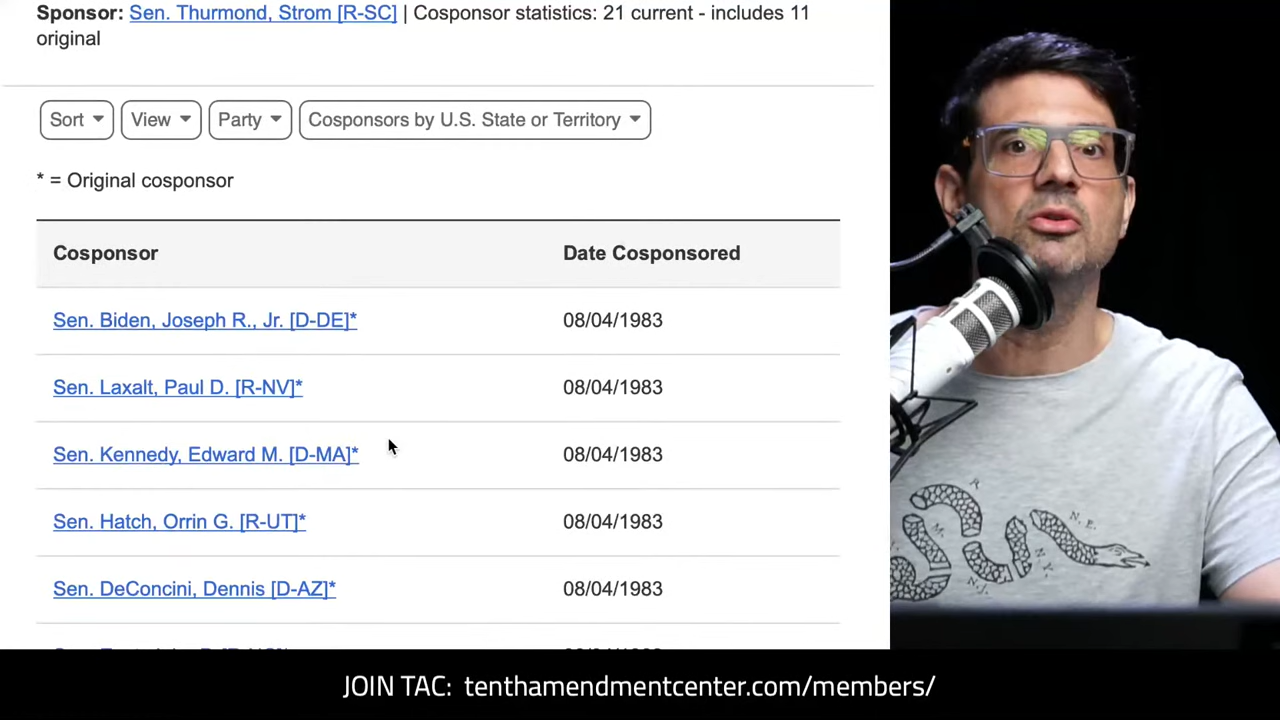 Sponsor: Sen. Thurmond, Strom [R-SC] | Cosponsor statistics: 21 current - includes 11
original
Sort
View
Party
Cosponsors by U.S. State or Territory
* = Original cosponsor
Cosponsor Date Cosponsored
Sen. Biden, Joseph R., Jr. [D-DE]* 08/04/1983
Sen. Laxalt, Paul D. [R-NV]* 08/04/1983
Sen. Kennedy, Edward M. [D-MA]* 08/04/1983
Sen. Hatch, Orrin G. [R-UT]* 08/04/1983
Sen. DeConcini, Dennis [D-AZ]* 08/04/1983
R
M.
N.E.
N.Y.
N.J.
JOIN TAC: tenthamendmentcenter.com/members/